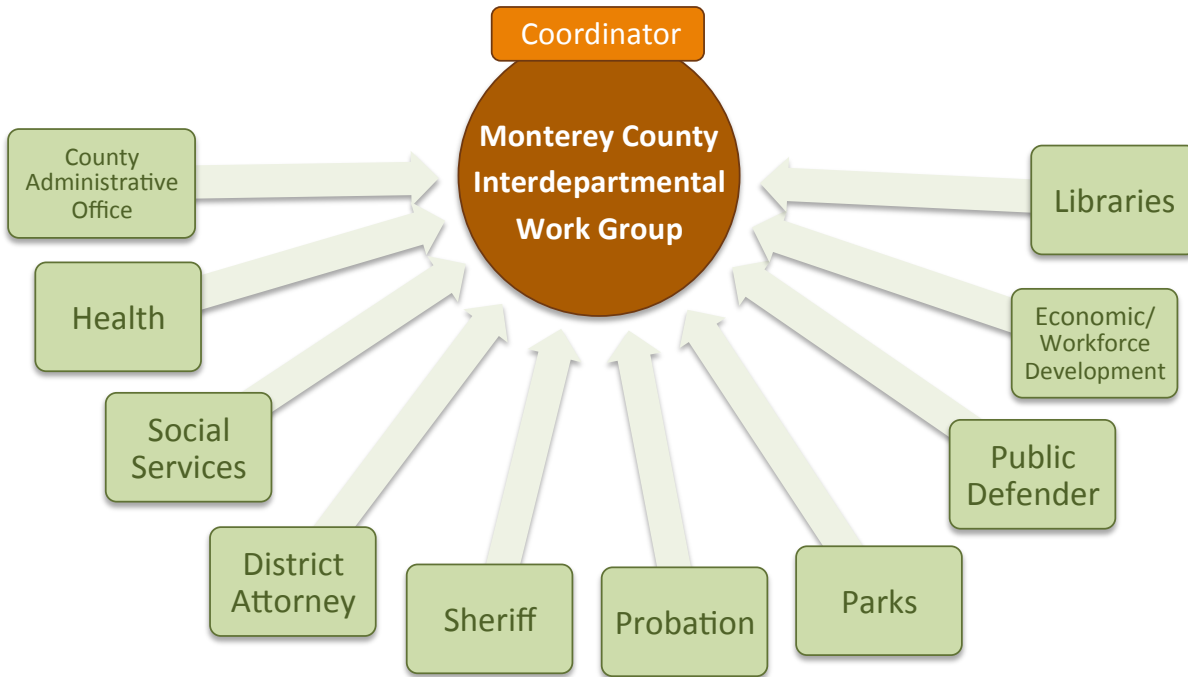 Coordinator
Monterey County
Interdepartmental
Work Group
County
Administrative
Office
Health
Social
Services
District
Attorney
Sheriff
Probation
Parks
Public
Defender
Economic/
Workforce
Development
Libraries